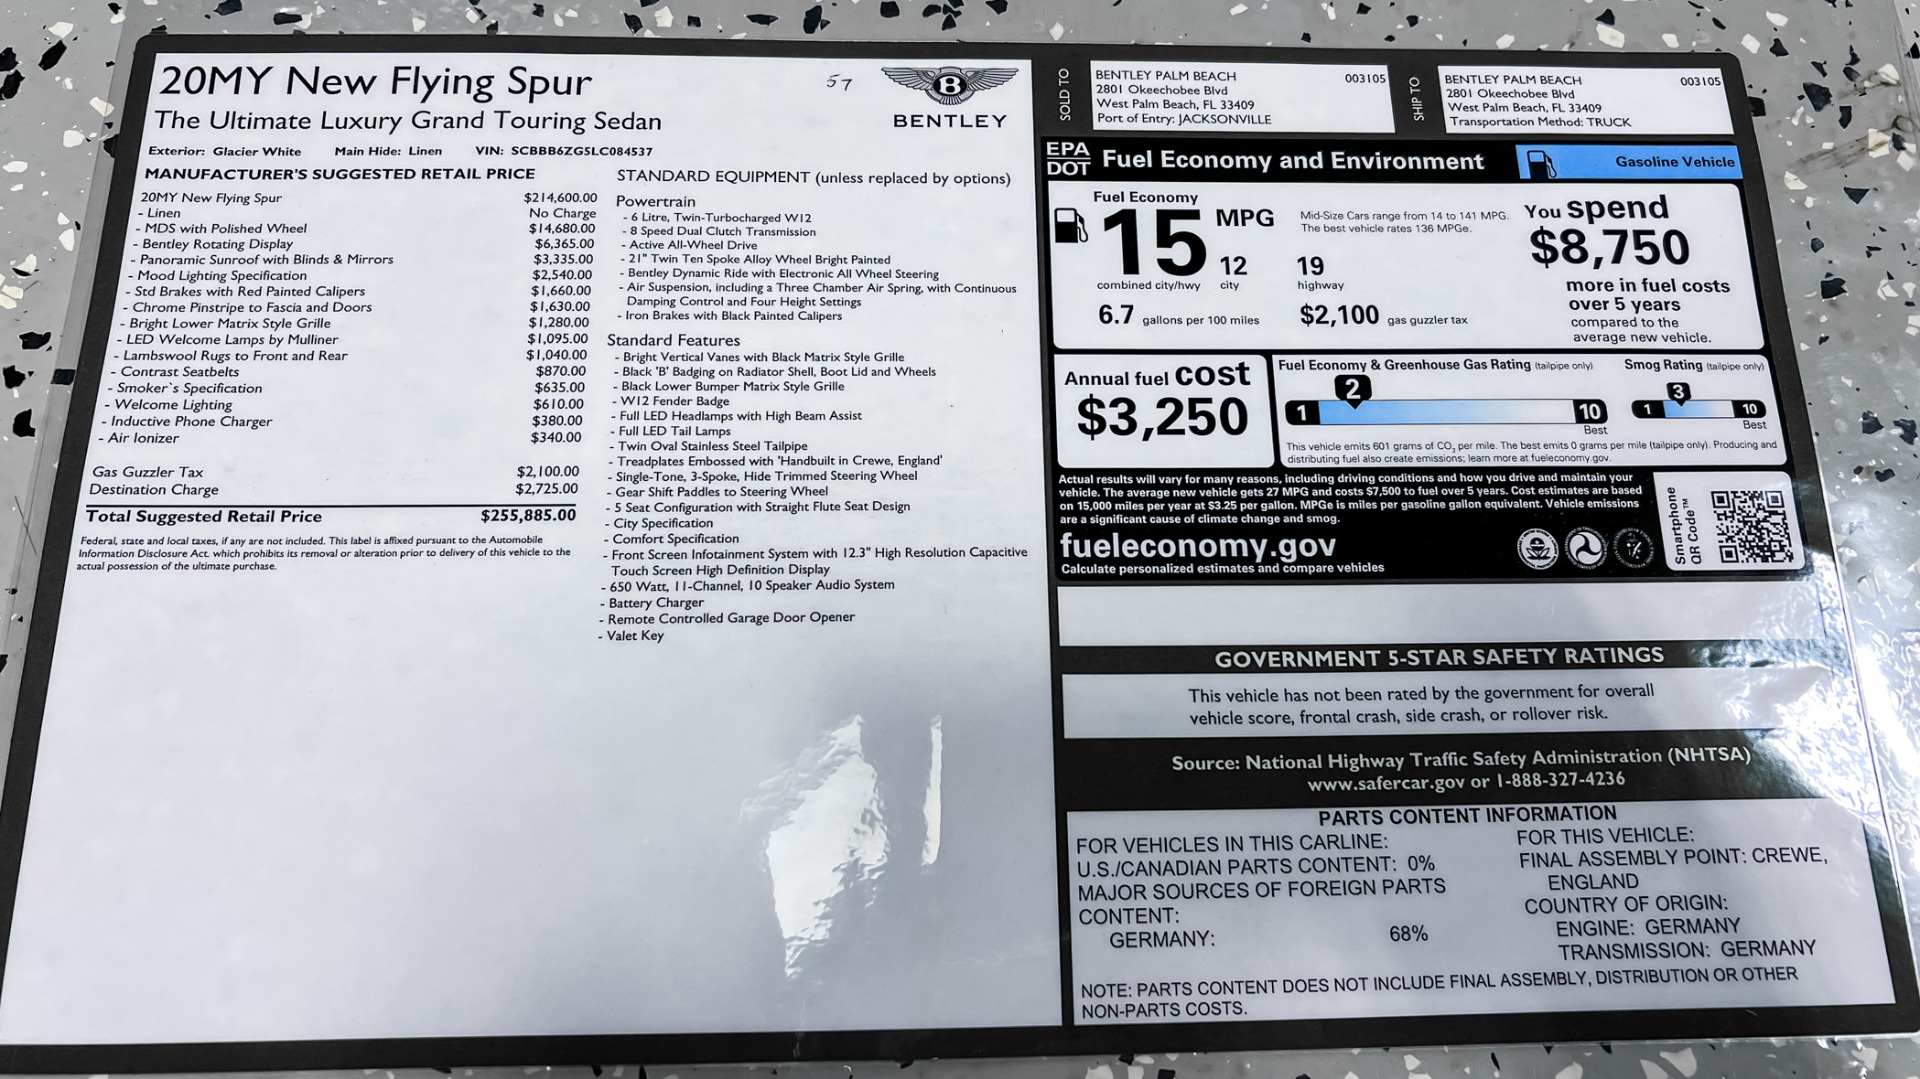 20MY New Flying Spur
The Ultimate Luxury Grand Touring Sedan
57
B
BENTLEY
Exterior: Glacier White Main Hide: Linen VIN: SCBBB6ZG5LC084537
MANUFACTURER'S SUGGESTED RETAIL PRICE
20MY New Flying Spur $214,600.00
- Linen No Charge
- MDS with Polished Wheel $14,680.00
- Bentley Rotating Display $6,365.00
- Panoramic Sunroof with Blinds & Mirrors $3,335.00
- Mood Lighting Specification $2,540.00
- Std Brakes with Red Painted Calipers $1,660.00
- Chrome Pinstripe to Fascia and Doors $1,630.00
- Bright Lower Matrix Style Grille $1,280.00
- LED Welcome Lamps by Mulliner $1,095.00
- Lambswool Rugs to Front and Rear $1,040.00
- Contrast Seatbelts $870.00
- Smoker`s Specification $635.00
- Welcome Lighting $610.00
- Inductive Phone Charger $380.00
- Air Ionizer $340.00
Gas Guzzler Tax $2,100.00
Destination Charge $2,725.00
Total Suggested Retail Price $255,885.00
Federal, state and local taxes, if any are not included. This label is affixed pursuant to the Automobile
Information Disclosure Act. which prohibits its removal or alteration prior to delivery of this vehicle to the
actual possession of the ultimate purchase.
STANDARD EQUIPMENT (unless replaced by options)
Powertrain
- 6 Litre, Twin-Turbocharged W12
- 8 Speed Dual Clutch Transmission
- Active All-Wheel Drive
- 21" Twin Ten Spoke Alloy Wheel Bright Painted
- Bentley Dynamic Ride with Electronic All Wheel Steering
- Air Suspension, including a Three Chamber Air Spring, with Continuous
Damping Control and Four Height Settings
- Iron Brakes with Black Painted Calipers
Standard Features
- Bright Vertical Vanes with Black Matrix Style Grille
- Black 'B' Badging on Radiator Shell, Boot Lid and Wheels
- Black Lower Bumper Matrix Style Grille
- W12 Fender Badge
- Full LED Headlamps with High Beam Assist
- Full LED Tail Lamps
- Twin Oval Stainless Steel Tailpipe
- Treadplates Embossed with 'Handbuilt in Crewe, England'
- Single-Tone, 3-Spoke, Hide Trimmed Steering Wheel
- Gear Shift Paddles to Steering Wheel
- 5 Seat Configuration with Straight Flute Seat Design
- City Specification
- Comfort Specification
- Front Screen Infotainment System with 12.3" High Resolution Capacitive
Touch Screen High Definition Display
- 650 Watt, 11-Channel, 10 Speaker Audio System
- Battery Charger
- Remote Controlled Garage Door Opener
- Valet Key
SOLD TO
BENTLEY PALM BEACH 003105
2801 Okeechobee Blvd
West Palm Beach, FL 33409
Port of Entry: JACKSONVILLE
SHIP TO
BENTLEY PALM BEACH 003105
2801 Okeechobee Blvd
West Palm Beach, FL 33409
Transportation Method: TRUCK
EPA
DOT
Fuel Economy and Environment
Gasoline Vehicle
Fuel Economy
15 MPG
combined city/hwy
12
city
19
highway
Mid-Size Cars range from 14 to 141 MPG.
The best vehicle rates 136 MPGe.
6.7 gallons per 100 miles
$2,100 gas guzzler tax
You spend
$8,750
more in fuel costs
over 5 years
compared to the
average new vehicle.
Annual fuel cost
$3,250
Fuel Economy & Greenhouse Gas Rating (tailpipe only)
2
1 10
Best
Smog Rating (tailpipe only)
3
1 10
Best
This vehicle emits 601 grams of CO2 per mile. The best emits 0 grams per mile (tailpipe only). Producing and
distributing fuel also create emissions; learn more at fueleconomy.gov.
Actual results will vary for many reasons, including driving conditions and how you drive and maintain your
vehicle. The average new vehicle gets 27 MPG and costs $7,500 to fuel over 5 years. Cost estimates are based
on 15,000 miles per year at $3.25 per gallon. MPGe is miles per gasoline gallon equivalent. Vehicle emissions
are a significant cause of climate change and smog.
fueleconomy.gov
Calculate personalized estimates and compare vehicles
Smartphone
QR Code™
GOVERNMENT 5-STAR SAFETY RATINGS
This vehicle has not been rated by the government for overall
vehicle score, frontal crash, side crash, or rollover risk.
Source: National Highway Traffic Safety Administration (NHTSA)
www.safercar.gov or 1-888-327-4236
PARTS CONTENT INFORMATION
FOR VEHICLES IN THIS CARLINE:
U.S./CANADIAN PARTS CONTENT: 0%
MAJOR SOURCES OF FOREIGN PARTS
CONTENT:
GERMANY: 68%
FOR THIS VEHICLE:
FINAL ASSEMBLY POINT: CREWE,
ENGLAND
COUNTRY OF ORIGIN:
ENGINE: GERMANY
TRANSMISSION: GERMANY
NOTE: PARTS CONTENT DOES NOT INCLUDE FINAL ASSEMBLY, DISTRIBUTION OR OTHER
NON-PARTS COSTS.